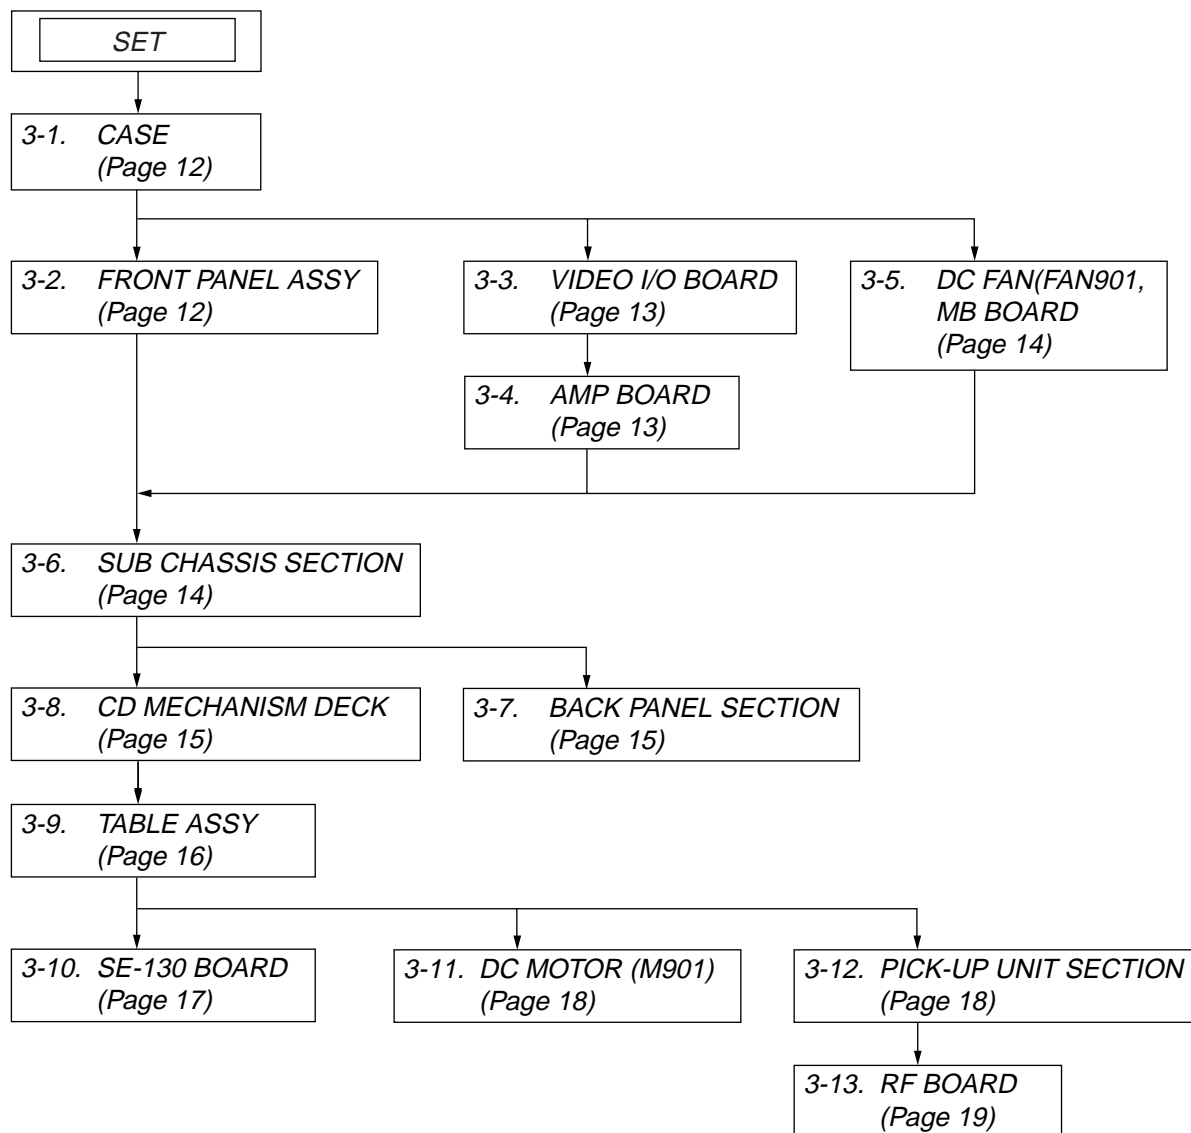 SET
3-1. CASE
(Page 12)
3-2. FRONT PANEL ASSY
(Page 12)
3-3. VIDEO I/O BOARD
(Page 13)
3-5. DC FAN(FAN901,
MB BOARD
(Page 14)
3-4. AMP BOARD
(Page 13)
3-6. SUB CHASSIS SECTION
(Page 14)
3-8. CD MECHANISM DECK
(Page 15)
3-7. BACK PANEL SECTION
(Page 15)
3-9. TABLE ASSY
(Page 16)
3-10. SE-130 BOARD
(Page 17)
3-11. DC MOTOR (M901)
(Page 18)
3-12. PICK-UP UNIT SECTION
(Page 18)
3-13. RF BOARD
(Page 19)